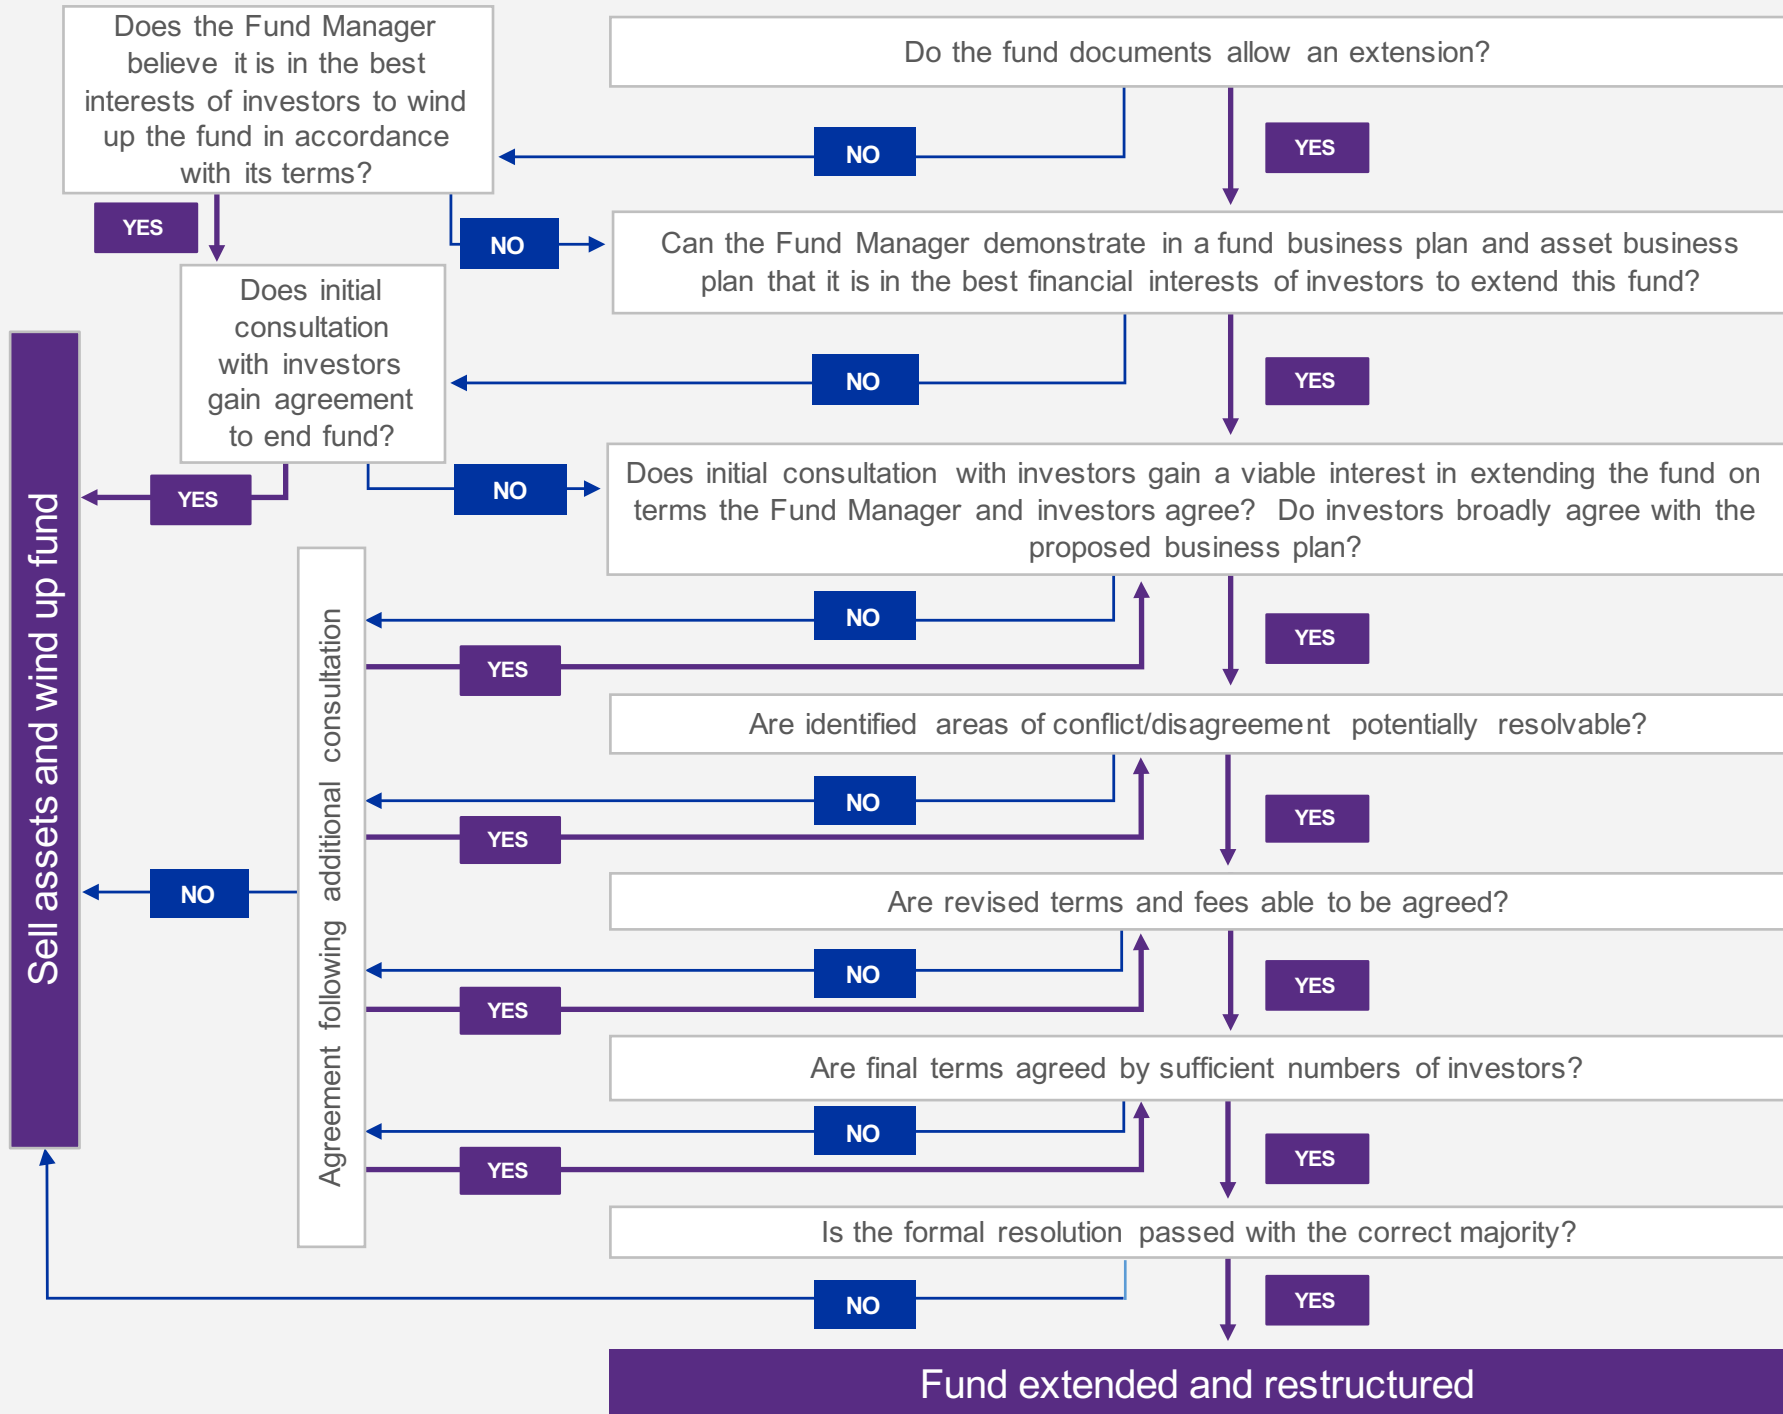 Does the Fund Manager
believe it is in the best
interests of investors to wind
up the fund in accordance
with its terms?
Do the fund documents allow an extension?
NO
YES
YES
NO
Can the Fund Manager demonstrate in a fund business plan and asset business
plan that it is in the best financial interests of investors to extend this fund?
Does initial
consultation
with investors
gain agreement
to end fund?
NO
YES
YES
NO
Does initial consultation with investors gain a viable interest in extending the fund on
terms the Fund Manager and investors agree? Do investors broadly agree with the
proposed business plan?
Sell assets and wind up fund
Agreement following additional consultation
NO
YES
YES
Are identified areas of conflict/disagreement potentially resolvable?
NO
YES
YES
NO
Are revised terms and fees able to be agreed?
NO
YES
YES
Are final terms agreed by sufficient numbers of investors?
NO
YES
YES
Is the formal resolution passed with the correct majority?
NO
YES
Fund extended and restructured